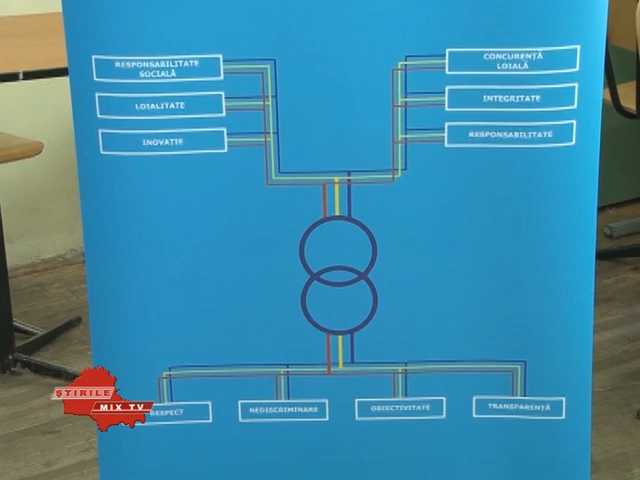 RESPONSABILITATE
SOCIALĂ
LOIALITATE
INOVAȚIE
CONCURENȚĂ
LOIALĂ
INTEGRITATE
RESPONSABILITATE
RESPECT
NEDISCRIMINARE
OBIECTIVITATE
TRANSPARENȚĂ
ȘTIRILE
MIX TV